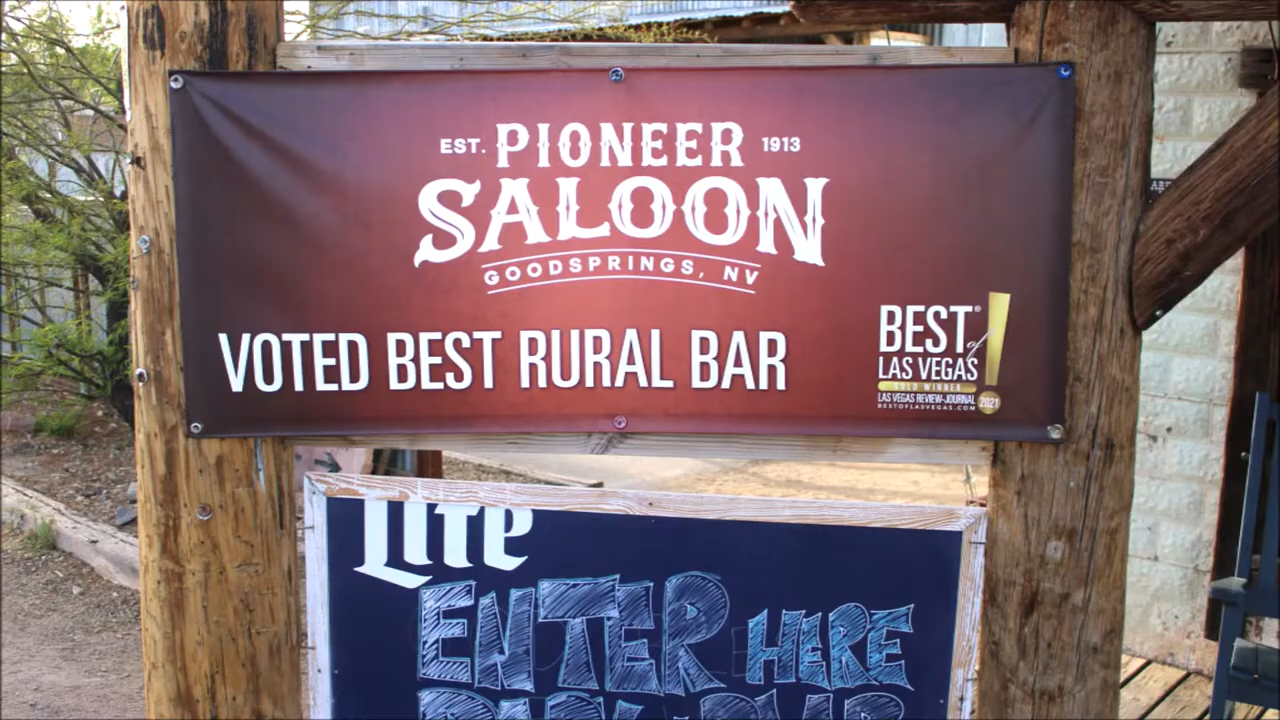 EST. PIONEER 1913
SALOON
GOODSPRINGS, NV
VOTED BEST RURAL BAR
BEST® of
LAS VEGAS!
GOLD WINNER
LAS VEGAS REVIEW-JOURNAL 2021
BESTOFLASVEGAS.COM
Lite
ENTER HERE